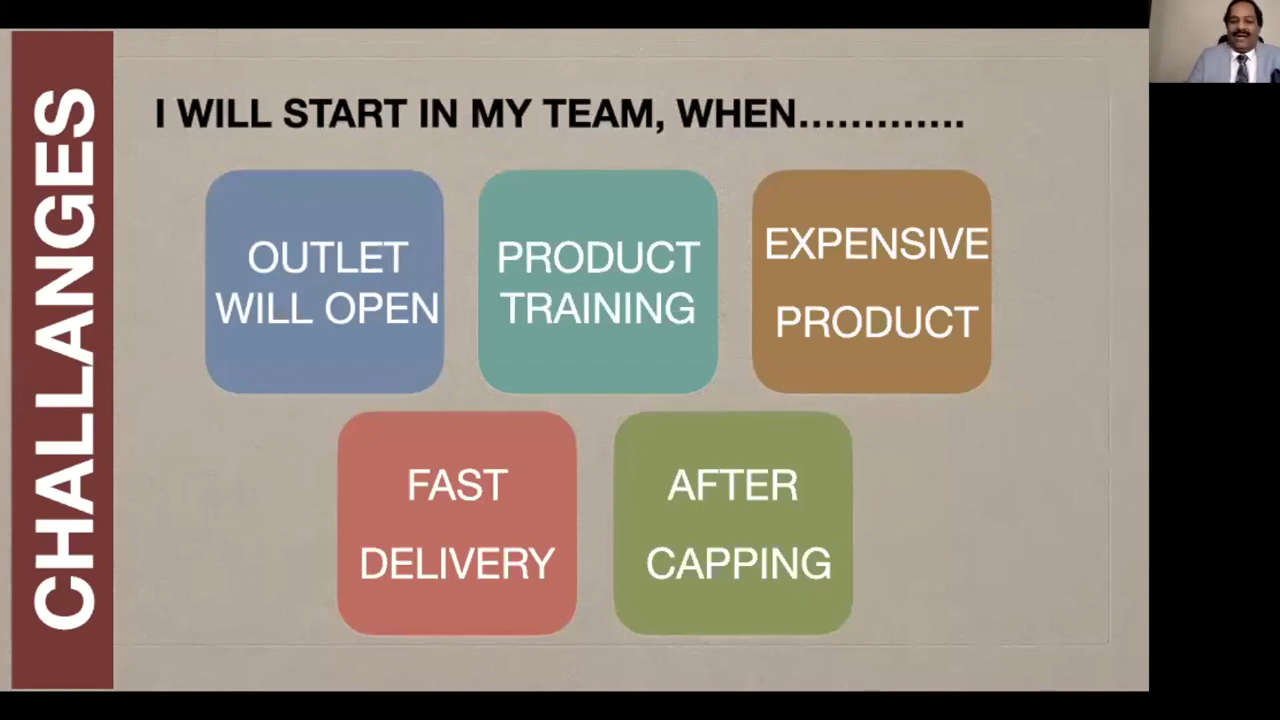 CHALLANGES
I WILL START IN MY TEAM, WHEN.............
OUTLET
WILL OPEN
PRODUCT
TRAINING
EXPENSIVE
PRODUCT
FAST
DELIVERY
AFTER
CAPPING